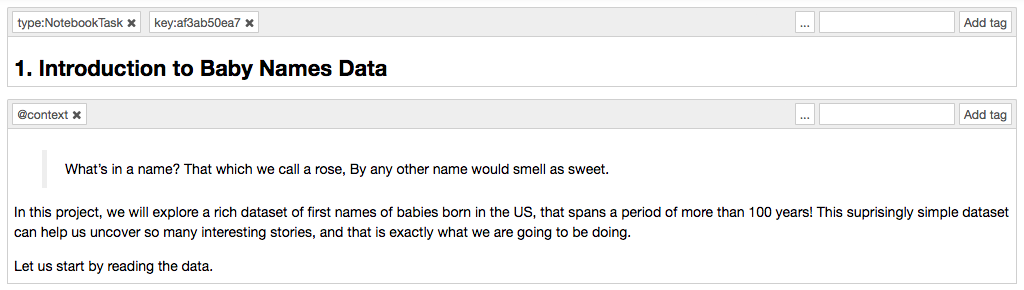 type:NotebookTask ✖ key:af3ab50ea7 ✖ ... Add tag
1. Introduction to Baby Names Data
@context ✖ ... Add tag
What's in a name? That which we call a rose, By any other name would smell as sweet.
In this project, we will explore a rich dataset of first names of babies born in the US, that spans a period of more than 100 years! This suprisingly simple dataset
can help us uncover so many interesting stories, and that is exactly what we are going to be doing.
Let us start by reading the data.